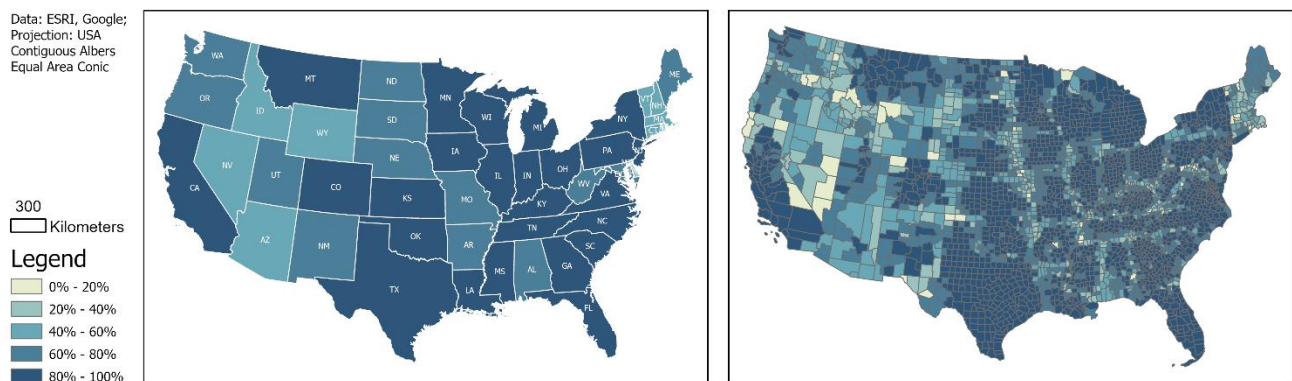 Data: ESRI, Google;
Projection: USA
Contiguous Albers
Equal Area Conic
300
Kilometers
Legend
0% - 20%
20% - 40%
40% - 60%
60% - 80%
80% - 100%
WA
OR
CA
ID
NV
AZ
UT
MT
WY
CO
NM
ND
SD
NE
KS
OK
TX
MN
IA
MO
AR
LA
WI
IL
MS
MI
IN
KY
TN
AL
OH
WV
GA
FL
SC
NC
VA
PA
NY
VT
NH
ME
MA
CT